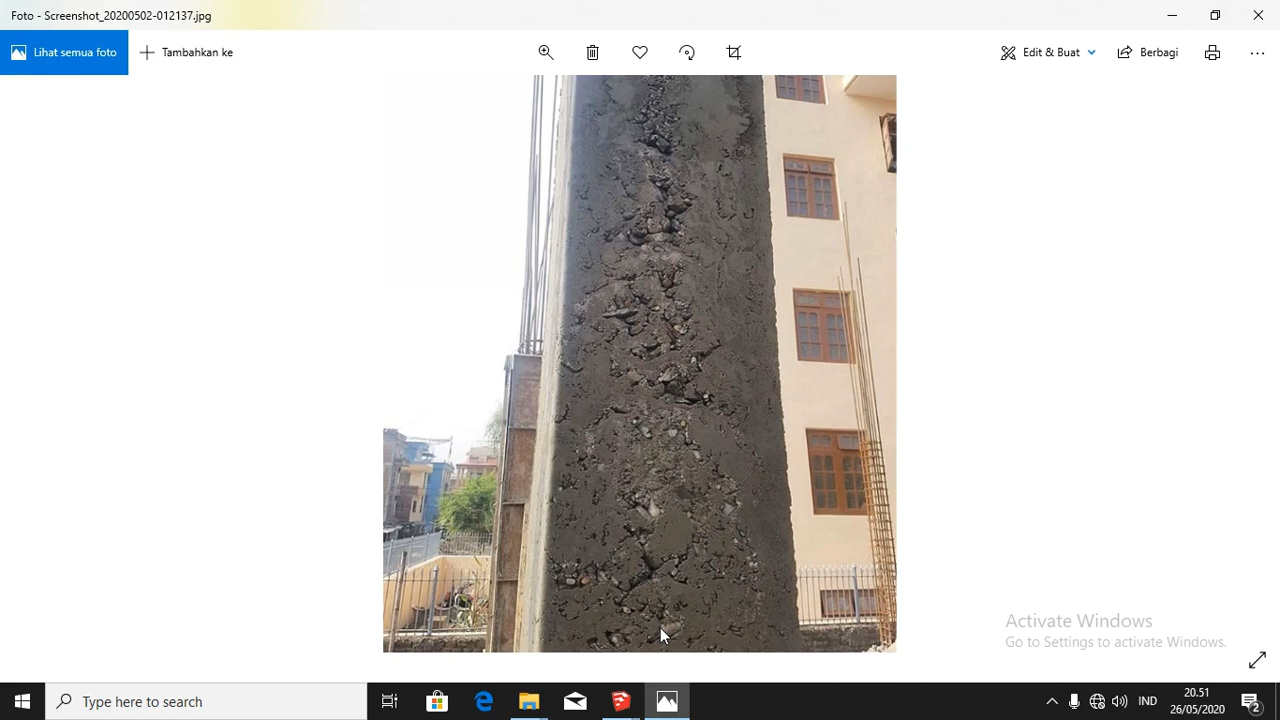 Foto - Screenshot_20200502-012137.jpg
Lihat semua foto
Tambahkan ke
Edit & Buat
Berbagi
Activate Windows
Go to Settings to activate Windows.
Type here to search
IND
20.51
26/05/2020
2